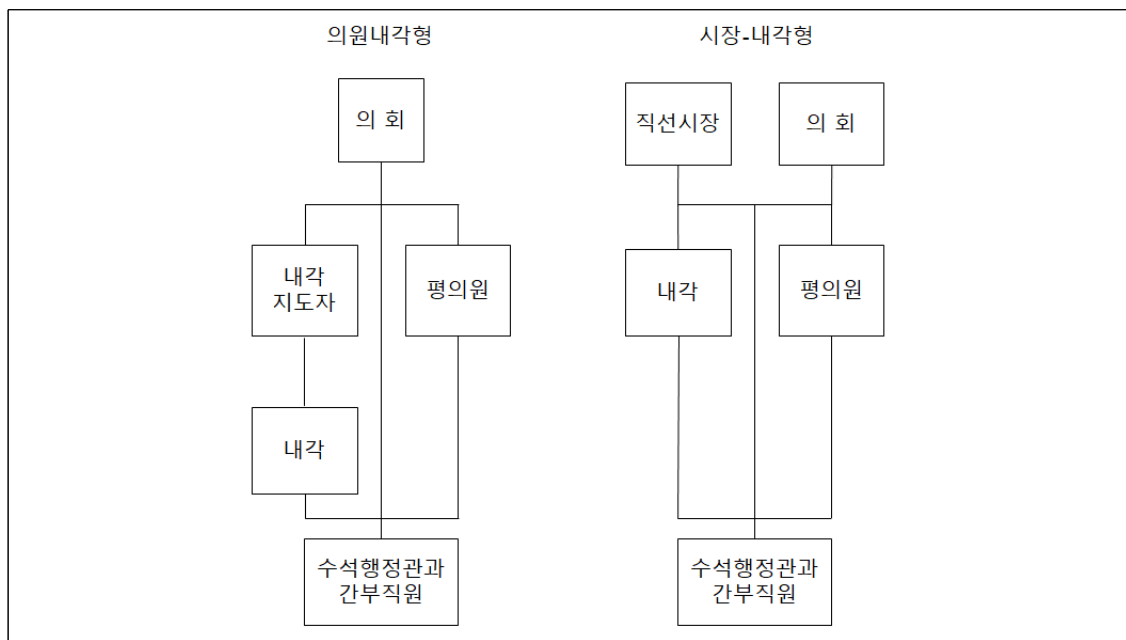 의원내각형
의 회
내각
지도자
평의원
내각
수석행정관과
간부직원
시장-내각형
직선시장
의 회
내각
평의원
수석행정관과
간부직원